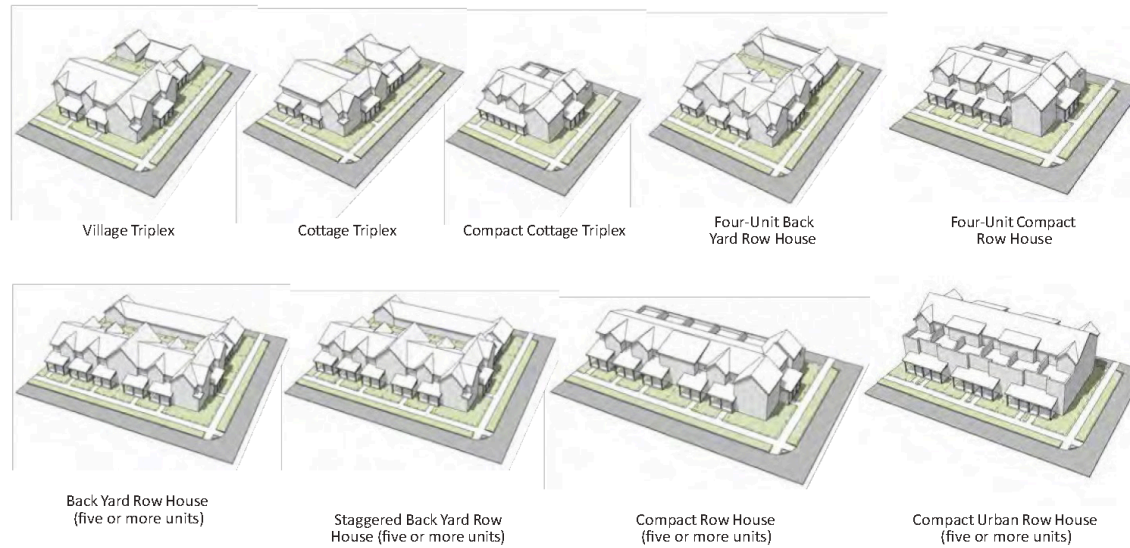 Village Triplex
Cottage Triplex
Compact Cottage Triplex
Four-Unit Back
Yard Row House
Four-Unit Compact
Row House
Back Yard Row House
(five or more units)
Staggered Back Yard Row
House (five or more units)
Compact Row House
(five or more units)
Compact Urban Row House
(five or more units)